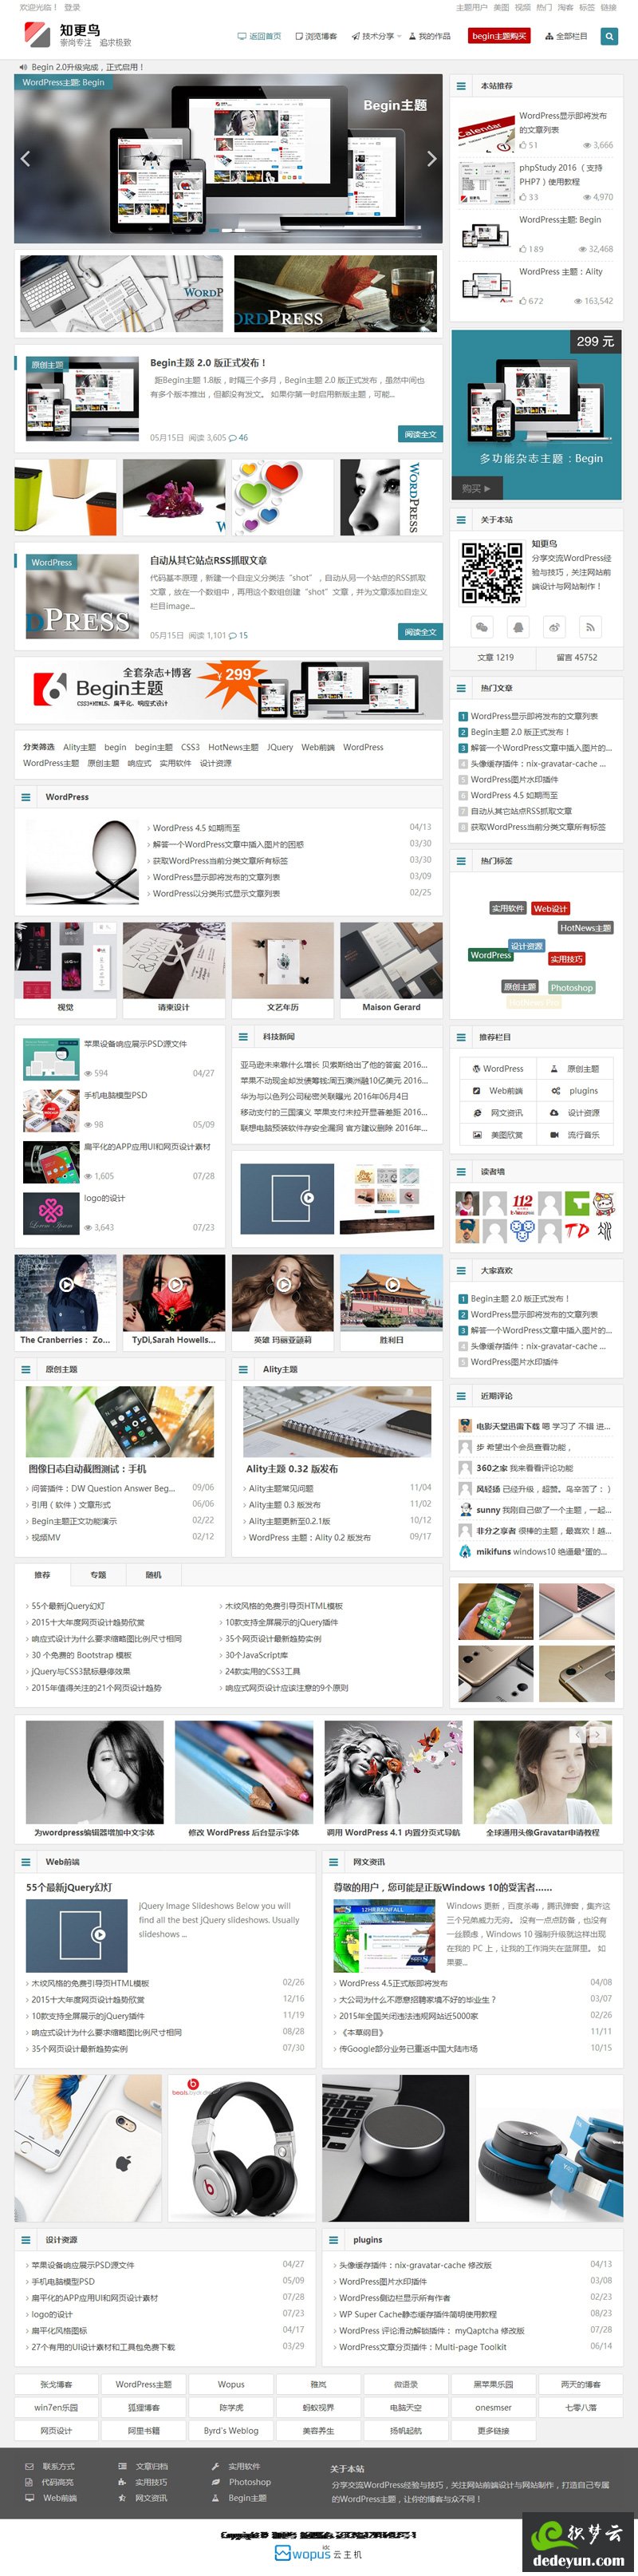 欢迎光临！ 登录
主题用户 美图 视频 热门 淘客 标签 链接
知更鸟
崇尚专注 追求极致
返回首页 浏览博客 技术分享 我的作品 begin主题购买 全部栏目
Begin 2.0升级完成，正式启用！
WordPress主题: Begin
Begin主题
本站推荐
WordPress显示即将发布的文章列表
51 3,666
phpStudy 2016（支持PHP7）使用教程
33 4,970
WordPress主题: Begin
189 32,468
WordPress 主题：Ality
672 163,542
299 元
多功能杂志主题：Begin
购买
原创主题
Begin主题 2.0 版正式发布！
距Begin主题 1.8版，时隔三个多月，Begin主题 2.0 版正式发布，虽然中间也
有多个版本推出，但都没有发文。 如果你第一时启用新版主题，可能...
05月15日 阅读 3,605 46
阅读全文
WordPress
自动从其它站点RSS抓取文章
代码基本原理，新建一个自定义分类法“shot”，自动从另一个站点的RSS抓取
文章，放在一个数组中，再用这个数组创建“shot”文章，并为文章添加自定义
栏目image...
05月15日 阅读 1,101 15
阅读全文
关于本站
知更鸟
分享交流WordPress经
验与技巧，关注网站前
端设计与网站制作！
文章 1219 留言 45752
全套杂志+博客
Begin主题
CSS3+HTML5、扁平化、响应式设计
299
分类筛选 Ality主题 begin begin主题 CSS3 HotNews主题 JQuery Web前端 WordPress
WordPress主题 原创主题 响应式 实用软件 设计资源
热门文章
1 WordPress显示即将发布的文章列表
2 Begin主题 2.0 版正式发布！
3 解答一个WordPress文章中插入图片的...
4 头像缓存插件：nix-gravatar-cache ...
5 WordPress图片水印插件
6 WordPress 4.5 如期而至
7 自动从其它站点RSS抓取文章
8 获取WordPress当前分类文章所有标签
WordPress
WordPress 4.5 如期而至 04/13
解答一个WordPress文章中插入图片的困惑 03/30
获取WordPress当前分类文章所有标签 03/30
WordPress显示即将发布的文章列表 03/09
WordPress以分类形式显示文章列表 02/25
热门标签
实用软件 Web设计
HotNews主题
设计资源
WordPress
实用技巧
原创主题 Photoshop
视觉 请柬设计 文艺年历 Maison Gerard
苹果设备响应展示PSD源文件
594 04/27
手机电脑模型PSD
98 05/09
扁平化的APP应用UI和网页设计素材
1,605 07/28
logo的设计
3,643 07/23
科技新闻
亚马逊未来靠什么增长 贝索斯给出了他的答案 2016...
苹果不动现金却发债筹钱:周五澳洲融10亿美元 2016...
华为与以色列公司秘密关联曝光 2016年06月4日
移动支付的三国演义 苹果支付未拉开显著差距 2016...
联想电脑预装软件存安全漏洞 官方建议删除 2016年...
推荐栏目
WordPress 原创主题
Web前端 plugins
网文资讯 设计资源
美图欣赏 流行音乐
读者墙
The Cranberries： Zo... TyDi,Sarah Howells... 英雄 玛丽亚凯莉 胜利日
大家喜欢
1 Begin主题 2.0 版正式发布！
2 WordPress显示即将发布的文章列表
3 解答一个WordPress文章中插入图片的...
4 头像缓存插件：nix-gravatar-cache ...
5 WordPress图片水印插件
原创主题
图像日志自动截图测试：手机
问答插件：DW Question Answer Beg... 09/06
引用（软件）文章形式 06/06
Begin主题正文功能演示 02/22
视频MV 02/12
Ality主题
Ality主题 0.32 版发布
Ality主题常见问题 11/04
Ality主题 0.3 版发布 11/02
Ality主题更新至0.2.1版 10/12
WordPress 主题：Ality 0.2 版发布 09/17
近期评论
电影天堂迅雷下载 嗯 学习了 不错 进...
步 希望出个会员查看功能，
360之家 我来看看评论功能
风轻扬 已经升级，超赞。鸟辛苦了：）
sunny 我刚自己做了一个主题，一起...
非分之享者 很棒的主题，最喜欢！越...
mikifuns windows10 绝逼最*蛋的...
推荐 专题 随机
55个最新jQuery幻灯
2015十大年度网页设计趋势欣赏
响应式设计为什么要求缩略图比例尺寸相同
30 个免费的 Bootstrap 模板
jQuery与CSS3鼠标悬停效果
2015年值得关注的21个网页设计趋势
木纹风格的免费引导页HTML模板
10款支持全屏展示的jQuery插件
35个网页设计最新趋势实例
30个JavaScript库
24款实用的CSS3工具
响应式网页设计应该注意的9个原则
为wordpress编辑器增加中文字体 修改 WordPress 后台显示字体 调用 WordPress 4.1 内置分页式导航 全球通用头像Gravatar申请教程
Web前端
55个最新jQuery幻灯
jQuery Image Slideshows Below you will
find all the best jQuery slideshows. Usually
slideshows ...
木纹风格的免费引导页HTML模板 02/26
2015十大年度网页设计趋势欣赏 12/16
10款支持全屏展示的jQuery插件 11/19
响应式设计为什么要求缩略图比例尺寸相同 08/28
35个网页设计最新趋势实例 07/30
网文资讯
尊敬的用户，您可能是正版Windows 10的受害者……
Windows 更新，百度杀毒，腾讯弹窗，集齐这
三个兄弟威力无穷。 没有一点点防备，也没有
一丝顾虑，Windows 10 强制升级就这样出现
在我的 PC 上，让我的工作消失在蓝屏里。 如
果要...
WordPress 4.5正式版即将发布 04/08
大公司为什么不愿意招聘家境不好的毕业生？ 03/07
2015年全国关闭违法违规网站近5000家 02/26
《本草纲目》 11/11
传Google部分业务已重返中国大陆市场 10/15
设计资源
苹果设备响应展示PSD源文件 04/27
手机电脑模型PSD 05/09
扁平化的APP应用UI和网页设计素材 07/28
logo的设计 07/23
扁平化风格图标 04/17
27个有用的UI设计素材和工具包免费下载 03/29
plugins
头像缓存插件：nix-gravatar-cache 修改版 04/13
WordPress图片水印插件 03/08
WordPress侧边栏显示所有作者 02/23
WP Super Cache静态缓存插件简明使用教程 08/23
WordPress 评论滑动解锁插件： myQaptcha 修改版 07/28
WordPress文章分页插件：Multi-page Toolkit 06/14
张戈博客 WordPress主题 Wopus 雅岚 微语录 黑苹果乐园 两天的博客
win7en乐园 狐狸博客 陈学虎 蚂蚁视界 电脑天空 onesmser 七零八落
网页设计 阿里书籍 Byrd's Weblog 美容养生 扬帆起航 更多链接
联系方式 文章归档 实用软件
代码高亮 实用技巧 Photoshop
Web前端 网文资讯 Begin主题
关于本站
分享交流WordPress经验与技巧，关注网站前端设计与网站制作，打造自己专属
的WordPress主题，让你的博客与众不同！
wopus 云主机
织梦云
dedeyun.com